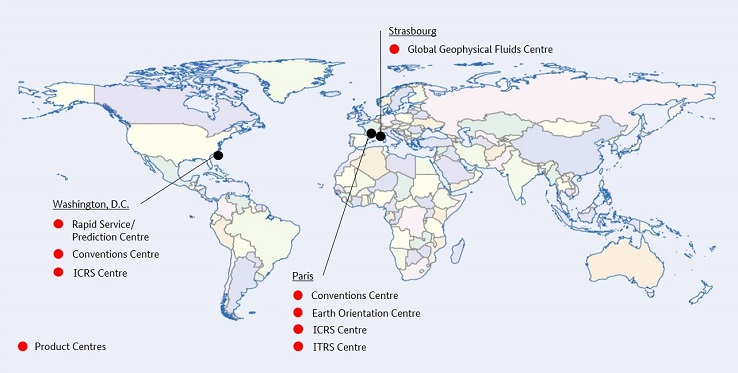 Strasbourg
Global Geophysical Fluids Centre
Washington, D.C.
Rapid Service/
Prediction Centre
Conventions Centre
ICRS Centre
Paris
Conventions Centre
Earth Orientation Centre
ICRS Centre
ITRS Centre
Product Centres